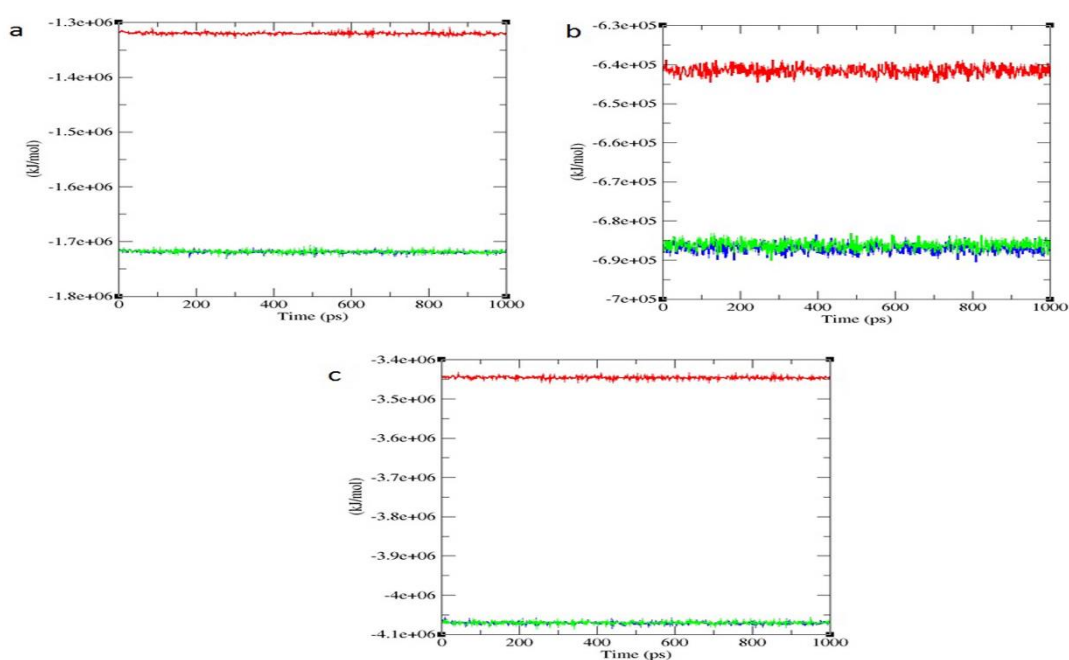 a
-1.3e+06
-1.4e+06
-1.5e+06
-1.6e+06
-1.7e+06
-1.8e+06
(kJ/mol)
0 200 400 600 800 1000
Time (ps)
b
-6.3e+05
-6.4e+05
-6.5e+05
-6.6e+05
-6.7e+05
-6.8e+05
-6.9e+05
-7e+05
(kJ/mol)
0 200 400 600 800 1000
Time (ps)
c
-3.4e+06
-3.5e+06
-3.6e+06
-3.7e+06
-3.8e+06
-3.9e+06
-4e+06
-4.1e+06
(kJ/mol)
0 200 400 600 800 1000
Time (ps)